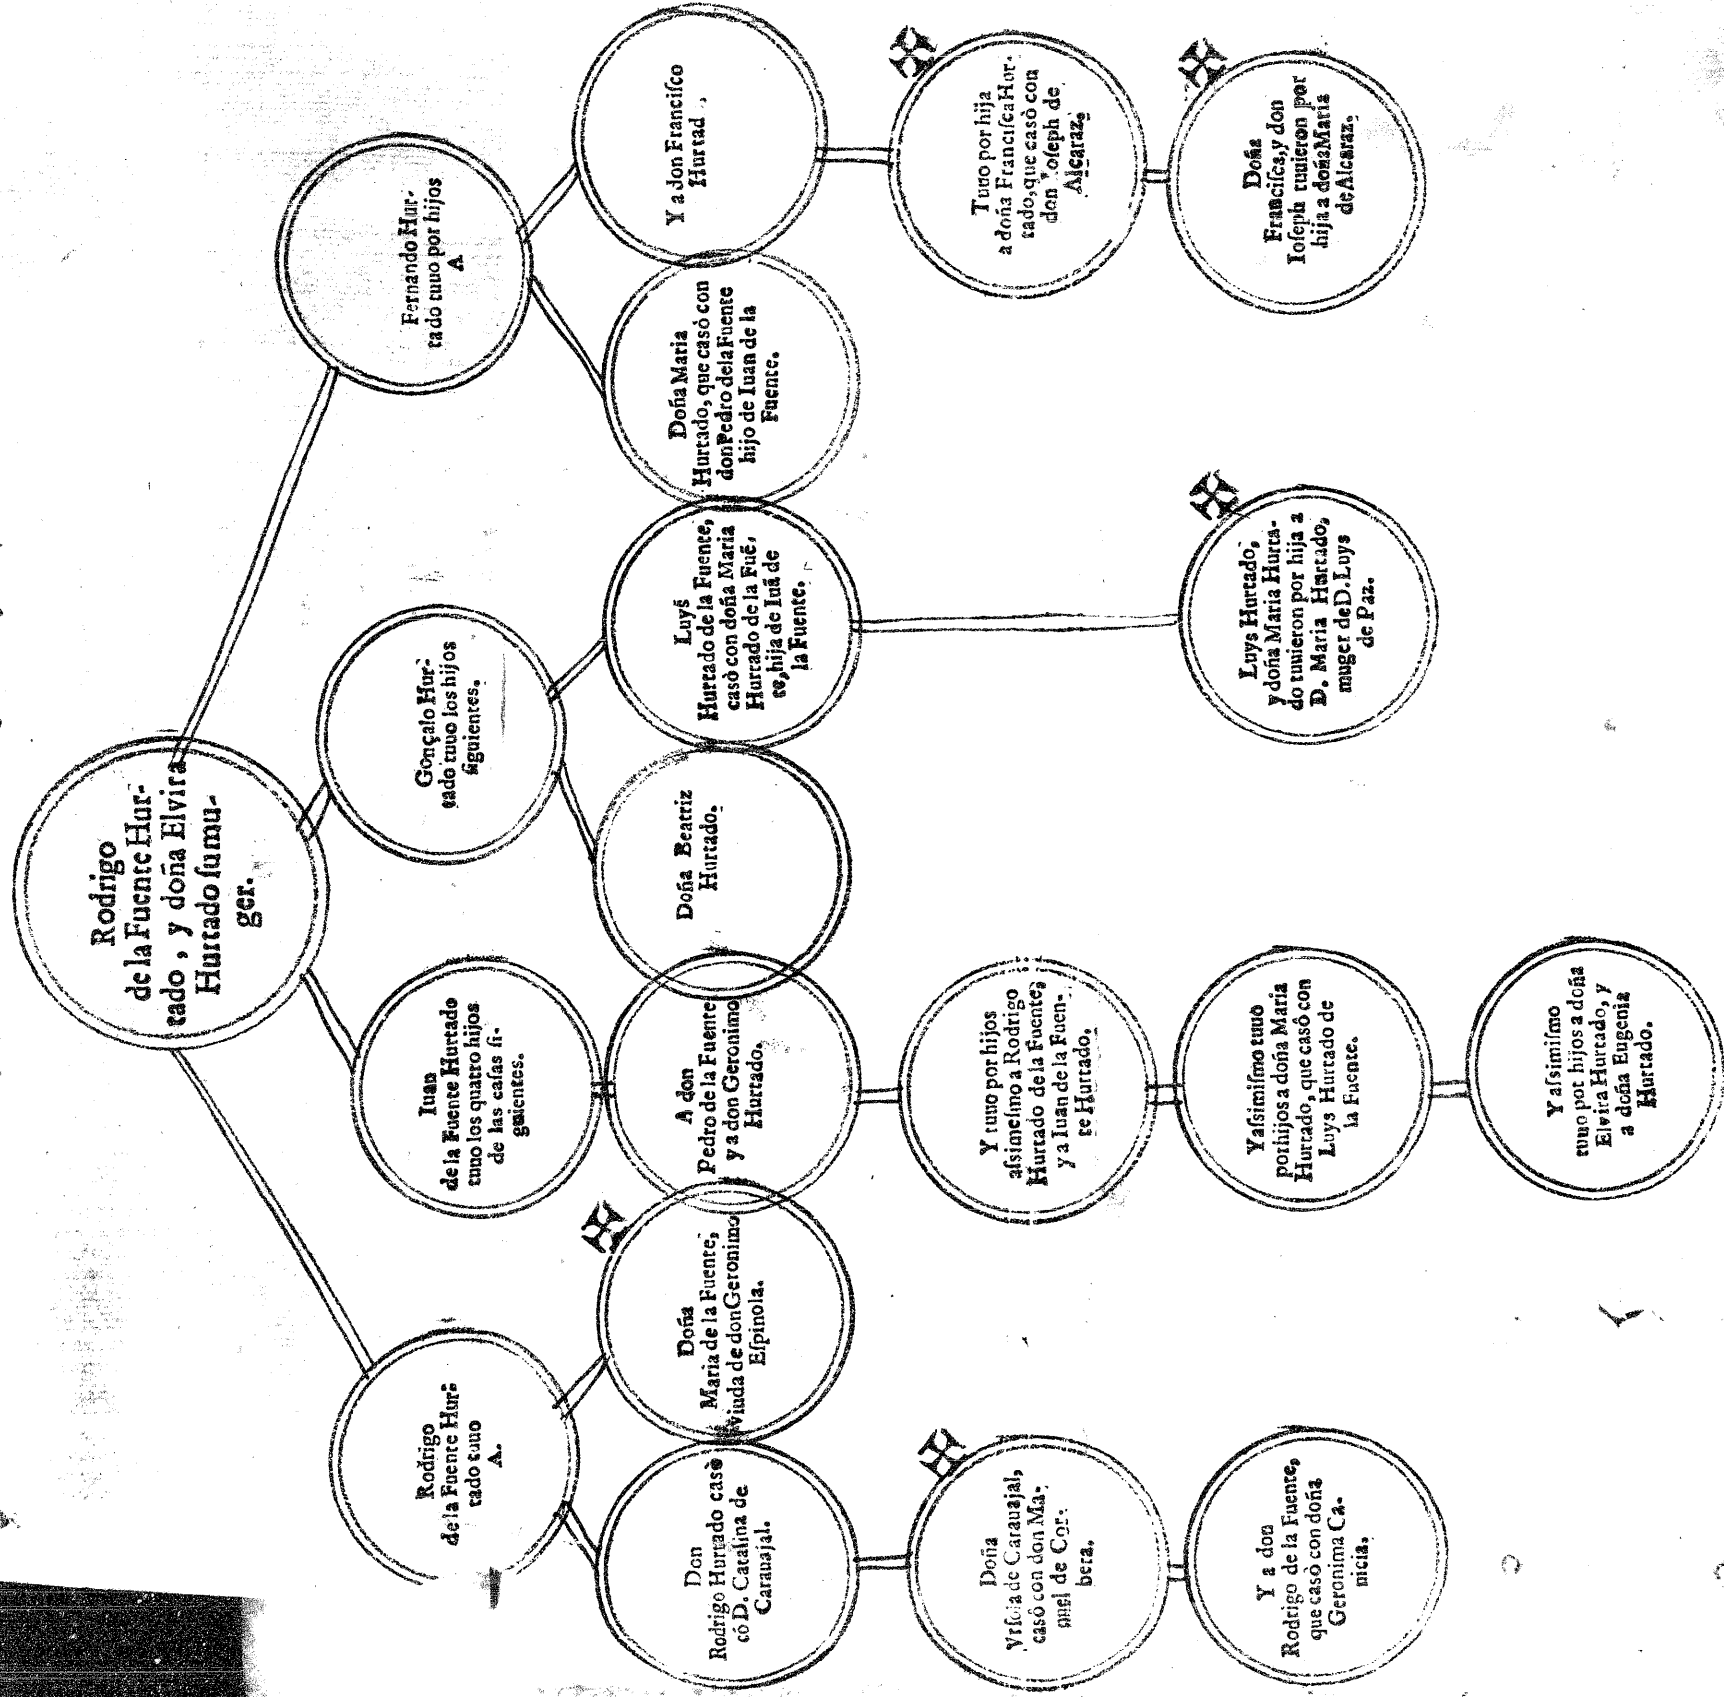 Rodrigo
de la Fuente Hur-
tado, y doña Elvira
Hurtado ſu mu-
ger.
Rodrigo
de la Fuente Hur-
tado tuuo
A.
Iuan
de la Fuente Hurtado
tuuo los quatro hijos
de las caſas ſi-
guientes.
Gonçalo Hur-
tado tuuo los hijos
ſiguientes.
Fernando Hur-
tado tuuo por hijos
A
Don
Rodrigo Hurtado casò
cõ D. Catalina de
Carauajal.
Doña
Maria de la Fuente,
viuda de don Geronimo
Eſpinola.
A don
Pedro de la Fuente
y a don Geronimo
Hurtado.
Doña Beatriz
Hurtado.
Luys
Hurtado de la Fuente,
casò con doña Maria
Hurtado de la Fuẽ,
te, hija de Iuã de
la Fuente.
Doña Maria
Hurtado, que casò con
don Pedro de la Fuente
hijo de Iuan de la
Fuente.
Y a don Franciſco
Hurtad
Doña
Vrſola de Carauajal,
casò con don Ma-
nuel de Cor-
bera.
Y tuuo por hijos
aſsimeſmo a Rodrigo
Hurtado de la Fuente,
y a Iuan de la Fuen-
te Hurtado.
Tuuo por hija
a doña Franciſca Hor-
tado, que casò con
don Ioſeph de
Alcaraz.
Y a don
Rodrigo de la Fuente,
que casò con doña
Geronima Ca-
nicia.
Y aſsimiſmo tuuo
por hijos a doña Maria
Hurtado, que casò con
Luys Hurtado de
la Fuente.
Luys Hurtado,
y doña Maria Hurta-
do tuuieron por hija a
D. Maria Hurtado,
muger de D. Luys
de Paz.
Doña
Franciſca, y don
Ioſeph tuuieron por
hija a doña Maria
de Alcaraz.
Y aſsimiſmo
tuuo por hijos a doña
Elvira Hurtado, y
a doña Eugenia
Hurtado.